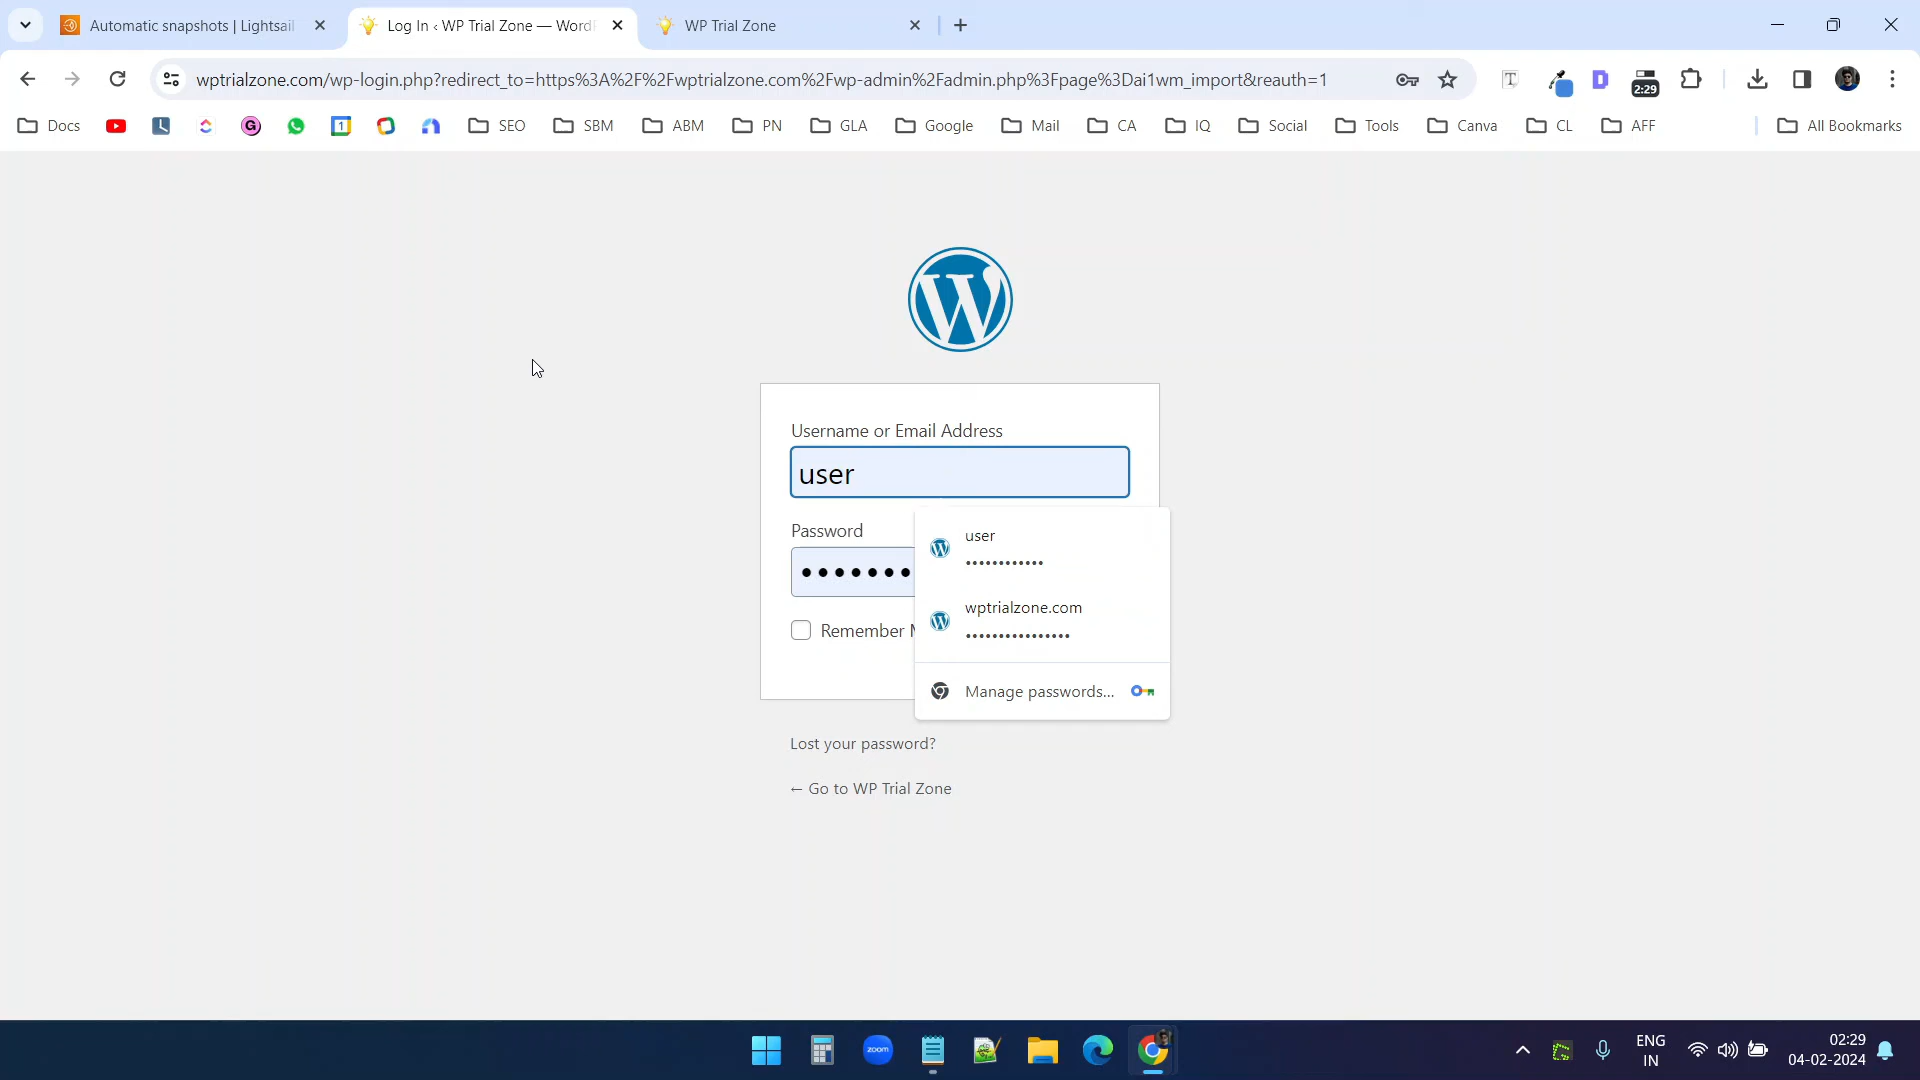 Automatic snapshots | Lightsail
Log In ‹ WP Trial Zone — WordP
WP Trial Zone
wptrialzone.com/wp-login.php?redirect_to=https%3A%2F%2Fwptrialzone.com%2Fwp-admin%2Fadmin.php%3Fpage%3Dai1wm_import&reauth=1
2:29
Docs
SEO
SBM
ABM
PN
GLA
Google
Mail
CA
IQ
Social
Tools
Canva
CL
AFF
All Bookmarks
Username or Email Address
user
Password
•••••••
user
••••••••••••
wptrialzone.com
••••••••••••••••
Remember M
Manage passwords...
Lost your password?
← Go to WP Trial Zone
zoom
ENG
IN
02:29
04-02-2024